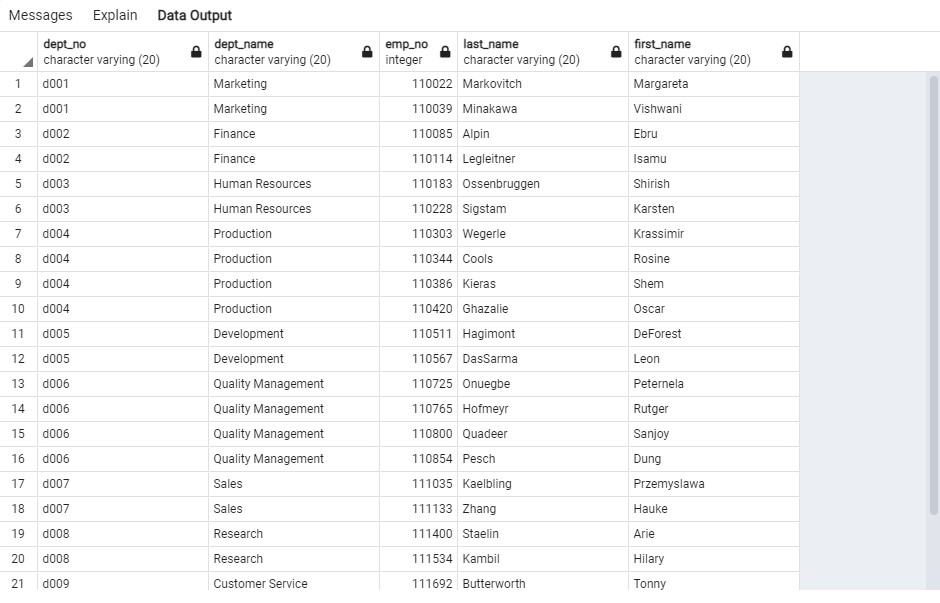 Messages Explain Data Output
dept_no dept_name emp_no last_name first_name
character varying (20) character varying (20) integer character varying (20) character varying (20)
1 d001 Marketing 110022 Markovitch Margareta
2 d001 Marketing 110039 Minakawa Vishwani
3 d002 Finance 110085 Alpin Ebru
4 d002 Finance 110114 Legleitner Isamu
5 d003 Human Resources 110183 Ossenbruggen Shirish
6 d003 Human Resources 110228 Sigstam Karsten
7 d004 Production 110303 Wegerle Krassimir
8 d004 Production 110344 Cools Rosine
9 d004 Production 110386 Kieras Shem
10 d004 Production 110420 Ghazalie Oscar
11 d005 Development 110511 Hagimont DeForest
12 d005 Development 110567 DasSarma Leon
13 d006 Quality Management 110725 Onuegbe Peternela
14 d006 Quality Management 110765 Hofmeyr Rutger
15 d006 Quality Management 110800 Quadeer Sanjoy
16 d006 Quality Management 110854 Pesch Dung
17 d007 Sales 111035 Kaelbling Przemyslawa
18 d007 Sales 111133 Zhang Hauke
19 d008 Research 111400 Staelin Arie
20 d008 Research 111534 Kambil Hilary
21 d009 Customer Service 111692 Butterworth Tonny